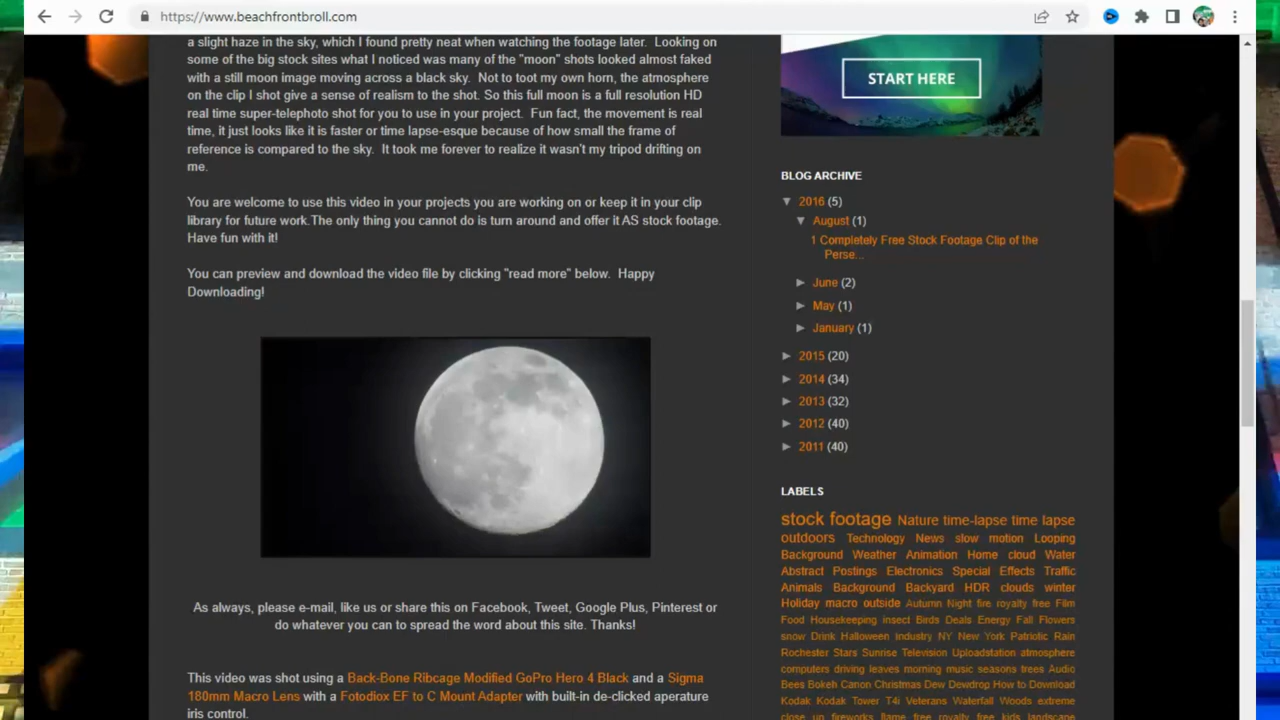 https://www.beachfrontbroll.com
a slight haze in the sky, which I found pretty neat when watching the footage later. Looking on
some of the big stock sites what I noticed was many of the "moon" shots looked almost faked
with a still moon image moving across a black sky. Not to toot my own horn, the atmosphere
on the clip I shot give a sense of realism to the shot. So this full moon is a full resolution HD
real time super-telephoto shot for you to use in your project. Fun fact, the movement is real
time, it just looks like it is faster or time lapse-esque because of how small the frame of
reference is compared to the sky. It took me forever to realize it wasn't my tripod drifting on
me.
You are welcome to use this video in your projects you are working on or keep it in your clip
library for future work.The only thing you cannot do is turn around and offer it AS stock footage.
Have fun with it!
You can preview and download the video file by clicking "read more" below. Happy
Downloading!
As always, please e-mail, like us or share this on Facebook, Tweet, Google Plus, Pinterest or
do whatever you can to spread the word about this site. Thanks!
This video was shot using a Back-Bone Ribcage Modified GoPro Hero 4 Black and a Sigma
180mm Macro Lens with a Fotodiox EF to C Mount Adapter with built-in de-clicked aperature
iris control.
START HERE
BLOG ARCHIVE
▼ 2016 (5)
▼ August (1)
1 Completely Free Stock Footage Clip of the
Perse...
► June (2)
► May (1)
► January (1)
► 2015 (20)
► 2014 (34)
► 2013 (32)
► 2012 (40)
► 2011 (40)
LABELS
stock footage Nature time-lapse time lapse
outdoors Technology News slow motion Looping
Background Weather Animation Home cloud Water
Abstract Postings Electronics Special Effects Traffic
Animals Background Backyard HDR clouds winter
Holiday macro outside Autumn Night fire royalty free Film
Food Housekeeping insect Birds Deals Energy Fall Flowers
snow Drink Halloween Industry NY New York Patriotic Rain
Rochester Stars Sunrise Television Uploadstation atmosphere
computers driving leaves morning music seasons trees Audio
Bees Bokeh Canon Christmas Dew Dewdrop How to Download
Kodak Kodak Tower T4i Veterans Waterfall Woods extreme
close up fireworks flame free royalty free kids landscape